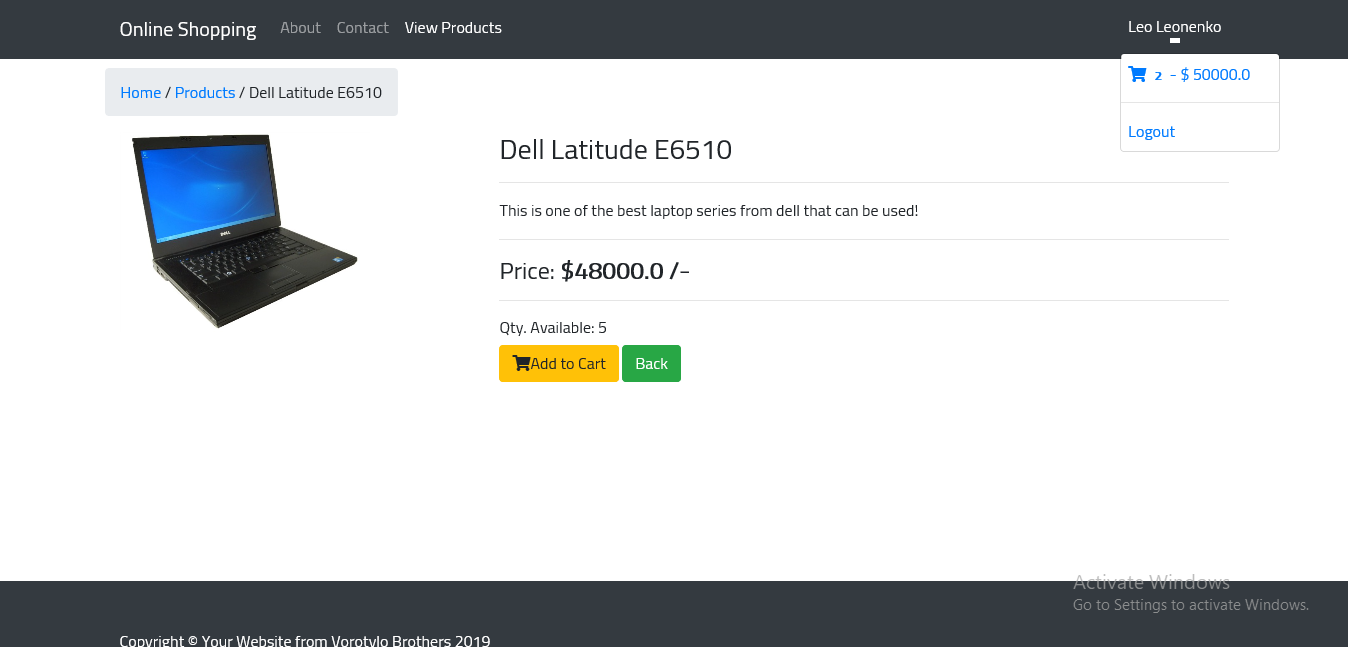 Online Shopping About Contact View Products Leo Leonenko
2 - $ 50000.0
Logout
Home / Products / Dell Latitude E6510
DELL
Dell Latitude E6510
This is one of the best laptop series from dell that can be used!
Price: $48000.0 /-
Qty. Available: 5
Add to Cart Back
Activate Windows
Go to Settings to activate Windows.
Copyright © Your Website from Vorotylo Brothers 2019